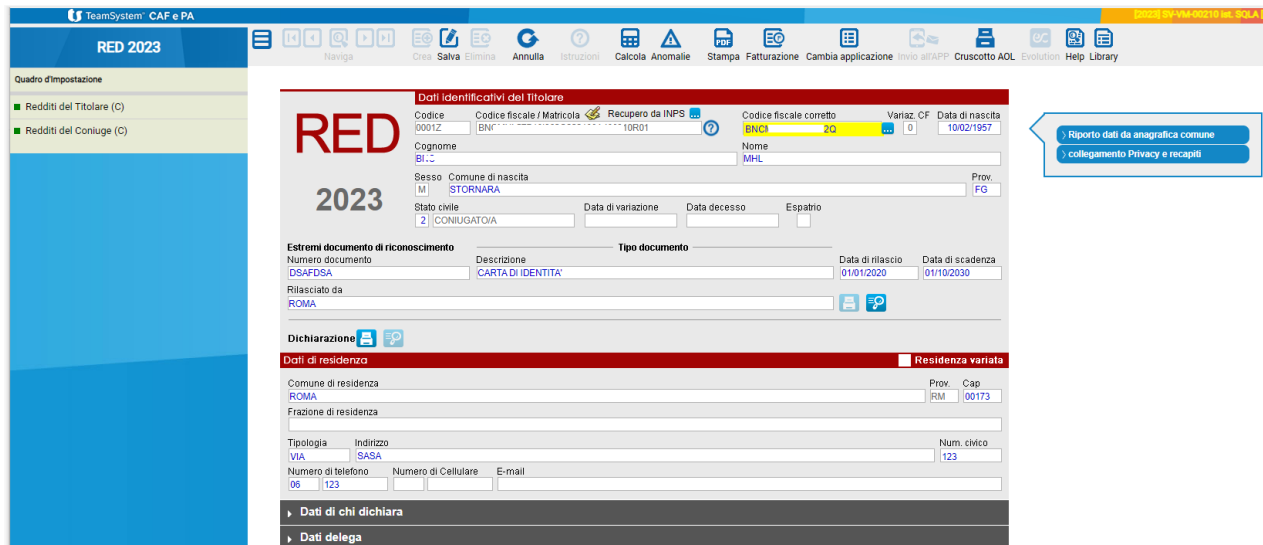 TeamSystem™ CAF e PA
[2023] SV-VM-00210 ist. SQLA
RED 2023
Naviga
Crea Salva Elimina Annulla Istruzioni Calcola Anomalie Stampa Fatturazione Cambia applicazione Invio all'APP Cruscotto AOL Evolution Help Library
Quadro d'Impostazione
Redditi del Titolare (C)
Redditi del Coniuge (C)
RED
2023
Dati identificativi del Titolare
Codice Codice fiscale / Matricola Recupero da INPS ... Codice fiscale corretto Variaz. CF Data di nascita
0001Z 10R01 ? 2Q ... 0 10/02/1957
Cognome Nome
MHL
Sesso Comune di nascita Prov.
M STORNARA FG
Stato civile Data di variazione Data decesso Espatrio
2 CONIUGATO/A
Riporto dati da anagrafica comune
collegamento Privacy e recapiti
Estremi documento di riconoscimento Tipo documento
Numero documento Descrizione Data di rilascio Data di scadenza
DSAFDSA CARTA DI IDENTITA' 01/01/2020 01/10/2030
Rilasciato da
ROMA
Dichiarazione
Dati di residenza Residenza variata
Comune di residenza Prov. Cap
ROMA RM 00173
Frazione di residenza
Tipologia Indirizzo Num. civico
VIA SASA 123
Numero di telefono Numero di Cellulare E-mail
06 123
Dati di chi dichiara
Dati delega